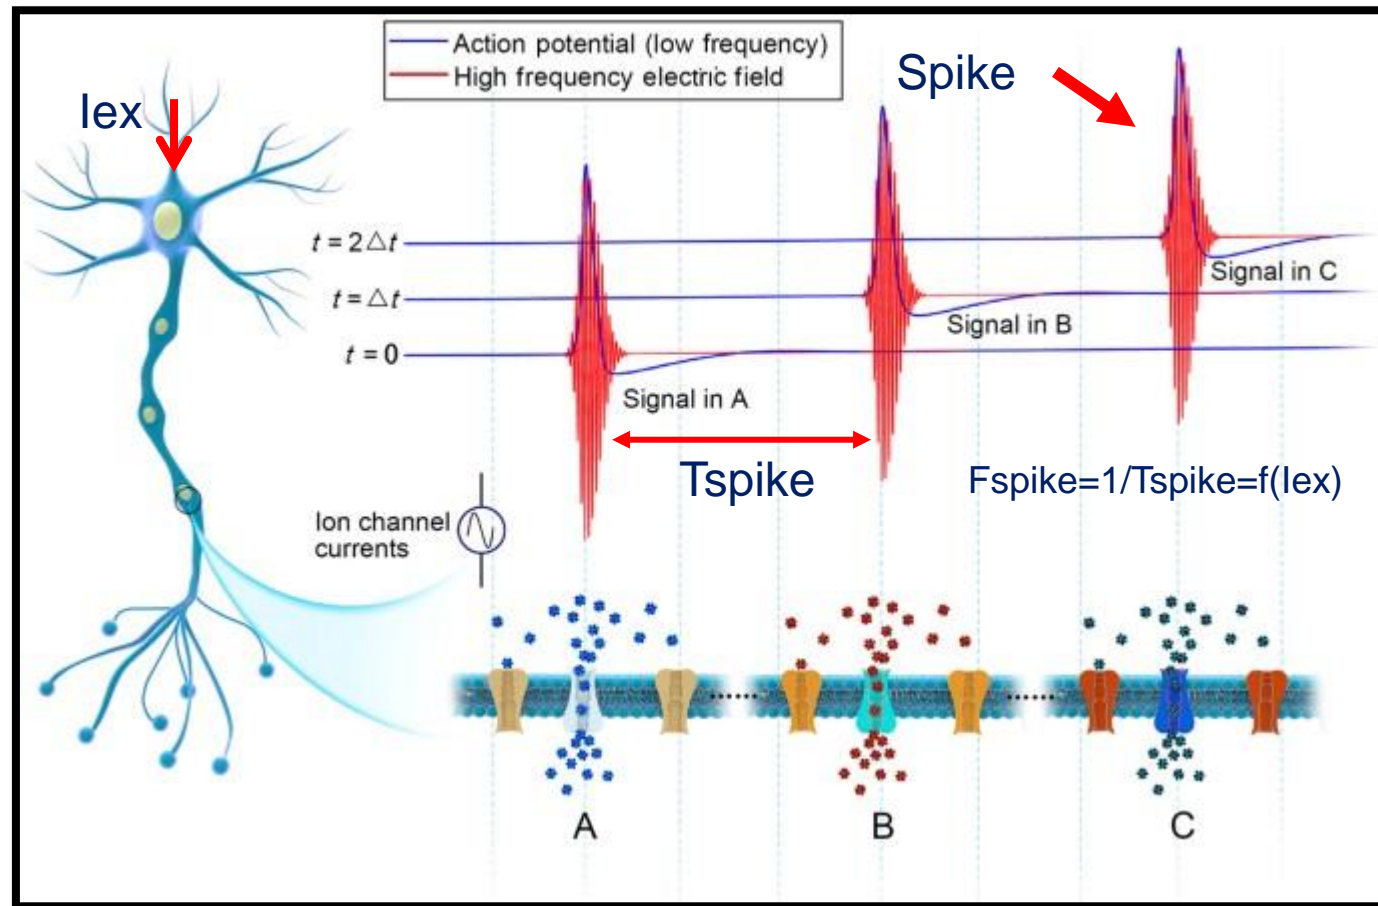 Action potential (low frequency)
High frequency electric field
Spike
Iex
t = 2△t
Signal in C
t = △t
Signal in B
t = 0
Signal in A
Tspike
Fspike=1/Tspike=f(Iex)
Ion channel
currents
A
B
C